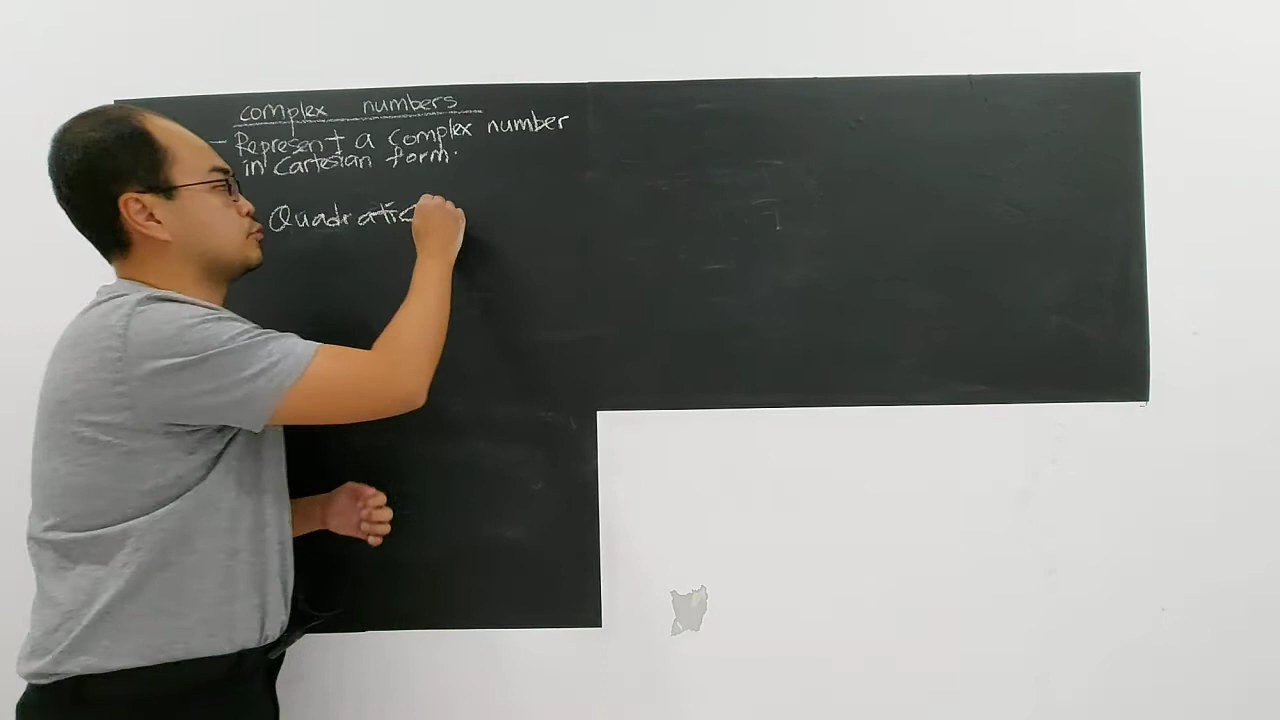 complex numbers
- Represent a complex number
in Cartesian form.
Quadratic